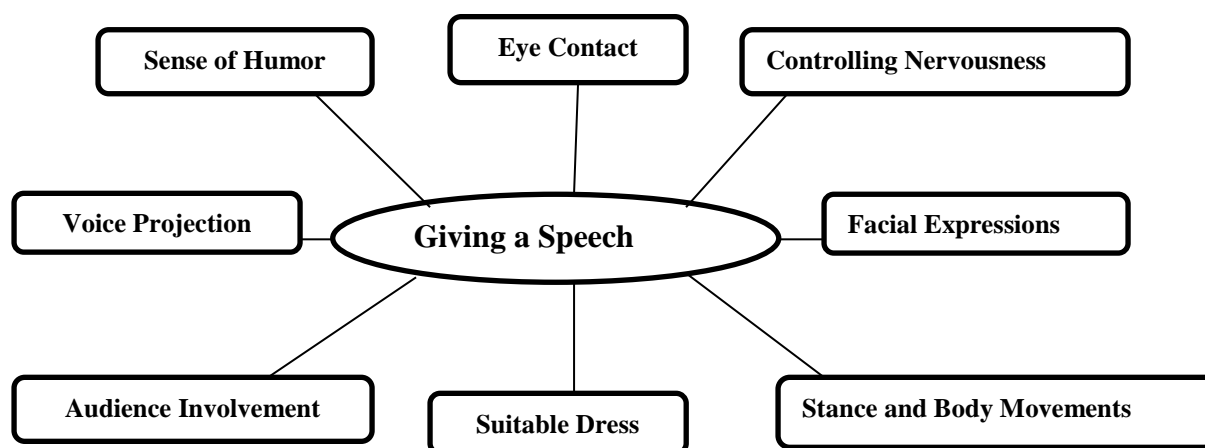 Sense of Humor
Eye Contact
Controlling Nervousness
Voice Projection
Giving a Speech
Facial Expressions
Audience Involvement
Suitable Dress
Stance and Body Movements